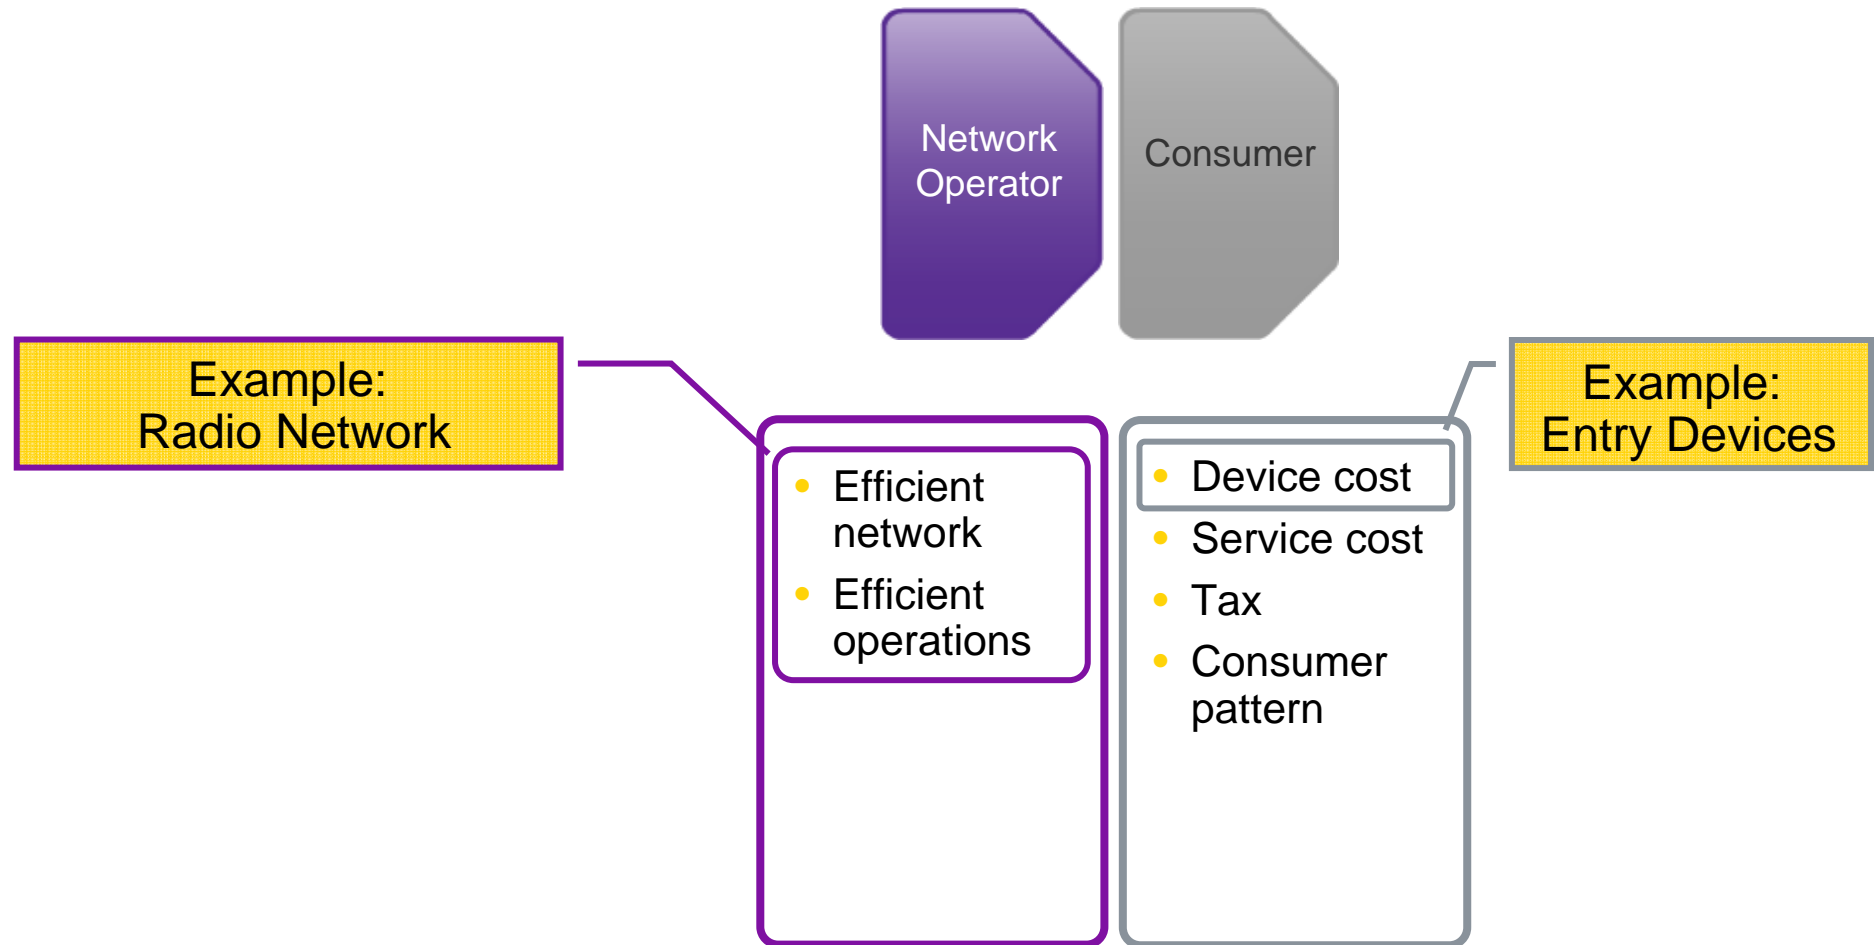 Network
Operator
Consumer
Example:
Radio Network
Example:
Entry Devices
• Efficient
network
• Efficient
operations
• Device cost
• Service cost
• Tax
• Consumer
pattern